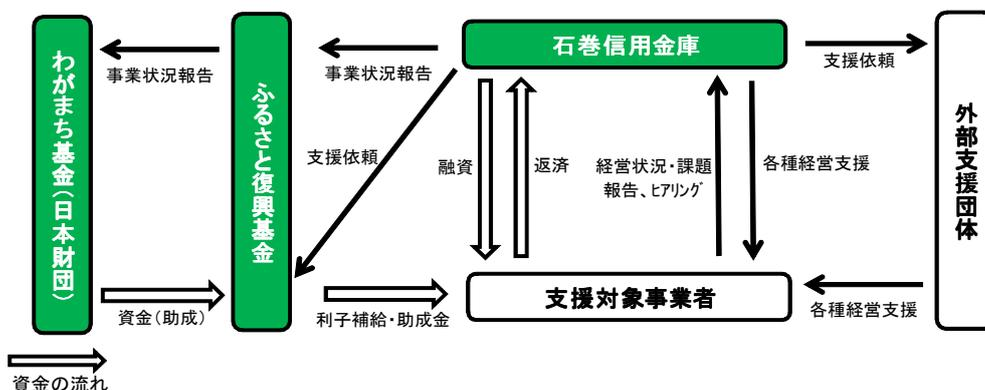 わがまち基金(日本財団)
事業状況報告
資金(助成)
ふるさと復興基金
事業状況報告
支援依頼
利子補給・助成金
石巻信用金庫
融資
返済
経営状況・課題
報告、ﾋｱﾘﾝｸﾞ
各種経営支援
支援対象事業者
支援依頼
各種経営支援
外部支援団体
資金の流れ